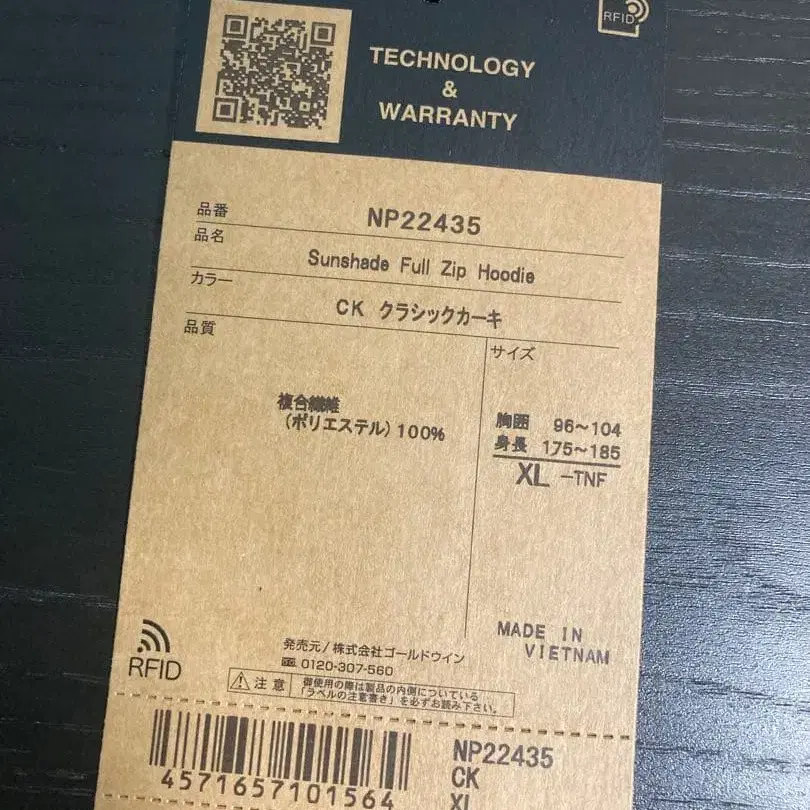 RFID
TECHNOLOGY
&
WARRANTY
品番 NP22435
品名 Sunshade Full Zip Hoodie
カラー CK クラシックカーキ
品質
複合繊維
(ポリエステル)100%
サイズ
胸囲 96~104
身長 175~185
XL -TNF
MADE IN
VIETNAM
RFID
発売元/株式会社ゴールドウイン
0120-307-560
注意 御使用の際は製品の内側についている
「ラベルの注意書き」を必ずお読み下さい。
4571657101564
NP22435
CK
XL